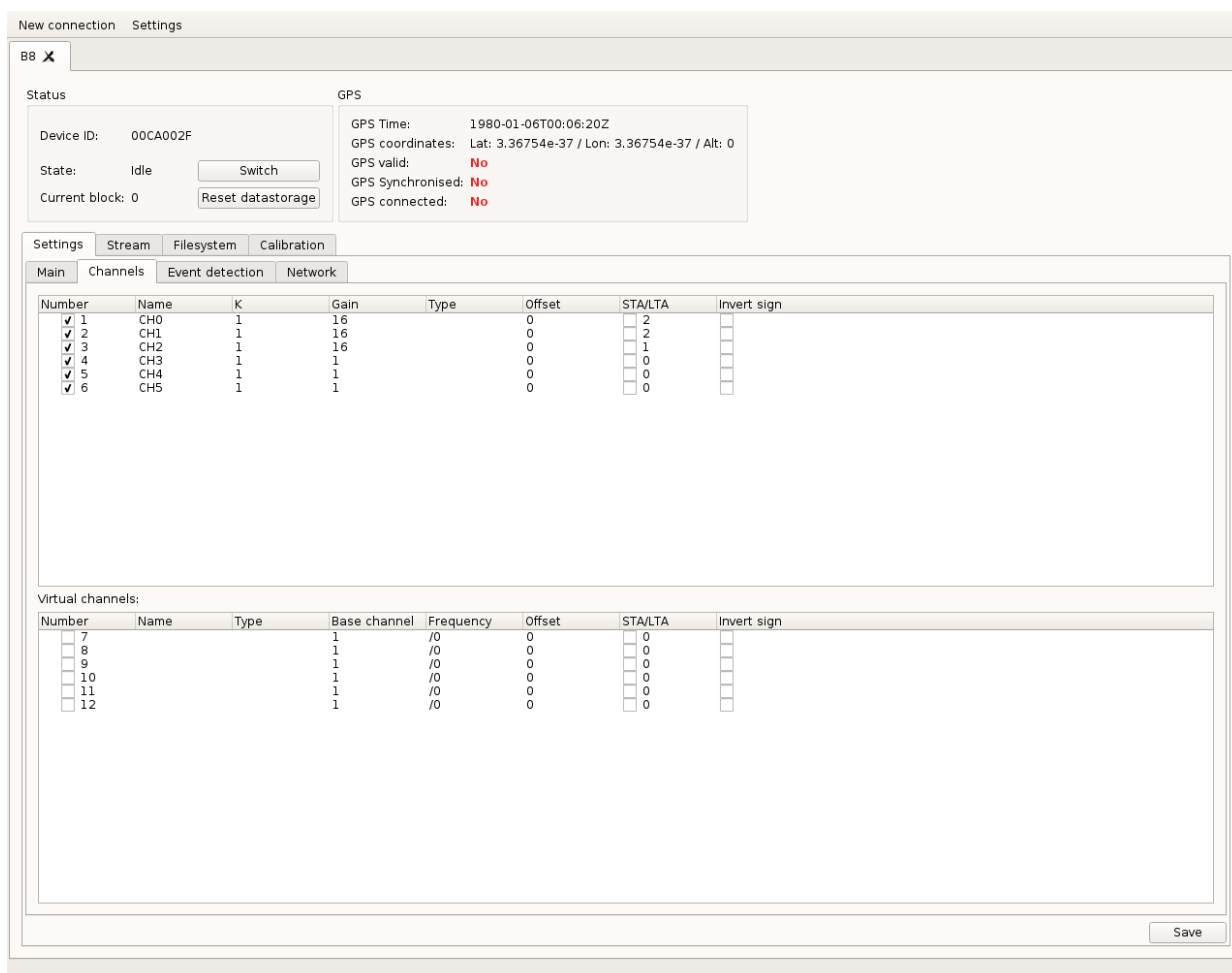 New connection Settings
B8
Status
Device ID: 00CA002F
State: Idle Switch
Current block: 0 Reset datastorage
GPS
GPS Time: 1980-01-06T00:06:20Z
GPS coordinates: Lat: 3.36754e-37 / Lon: 3.36754e-37 / Alt: 0
GPS valid: No
GPS Synchronised: No
GPS connected: No
Settings Stream Filesystem Calibration
Main Channels Event detection Network
Number Name K Gain Type Offset STA/LTA Invert sign
1 CH0 1 16 0 2
2 CH1 1 16 0 2
3 CH2 1 16 0 1
4 CH3 1 1 0 0
5 CH4 1 1 0 0
6 CH5 1 1 0 0
Virtual channels:
Number Name Type Base channel Frequency Offset STA/LTA Invert sign
7 1 /0 0 0
8 1 /0 0 0
9 1 /0 0 0
10 1 /0 0 0
11 1 /0 0 0
12 1 /0 0 0
Save